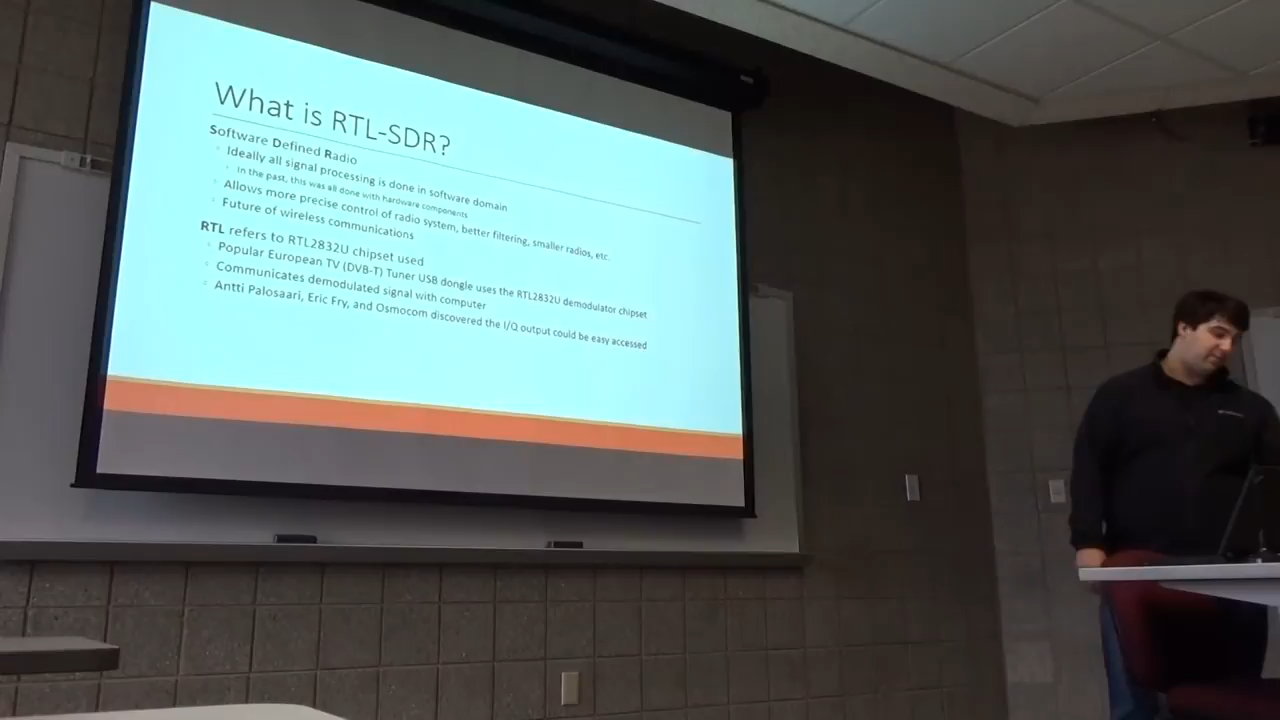 What is RTL-SDR?
Software Defined Radio
Ideally all signal processing is done in software domain
In the past, this was all done with hardware components
Allows more precise control of radio system, better filtering, smaller radios, etc.
Future of wireless communications
RTL refers to RTL2832U chipset used
Popular European TV (DVB-T) Tuner USB dongle uses the RTL2832U demodulator chipset
Communicates demodulated signal with computer
Antti Palosaari, Eric Fry, and Osmocom discovered the I/Q output could be easy accessed